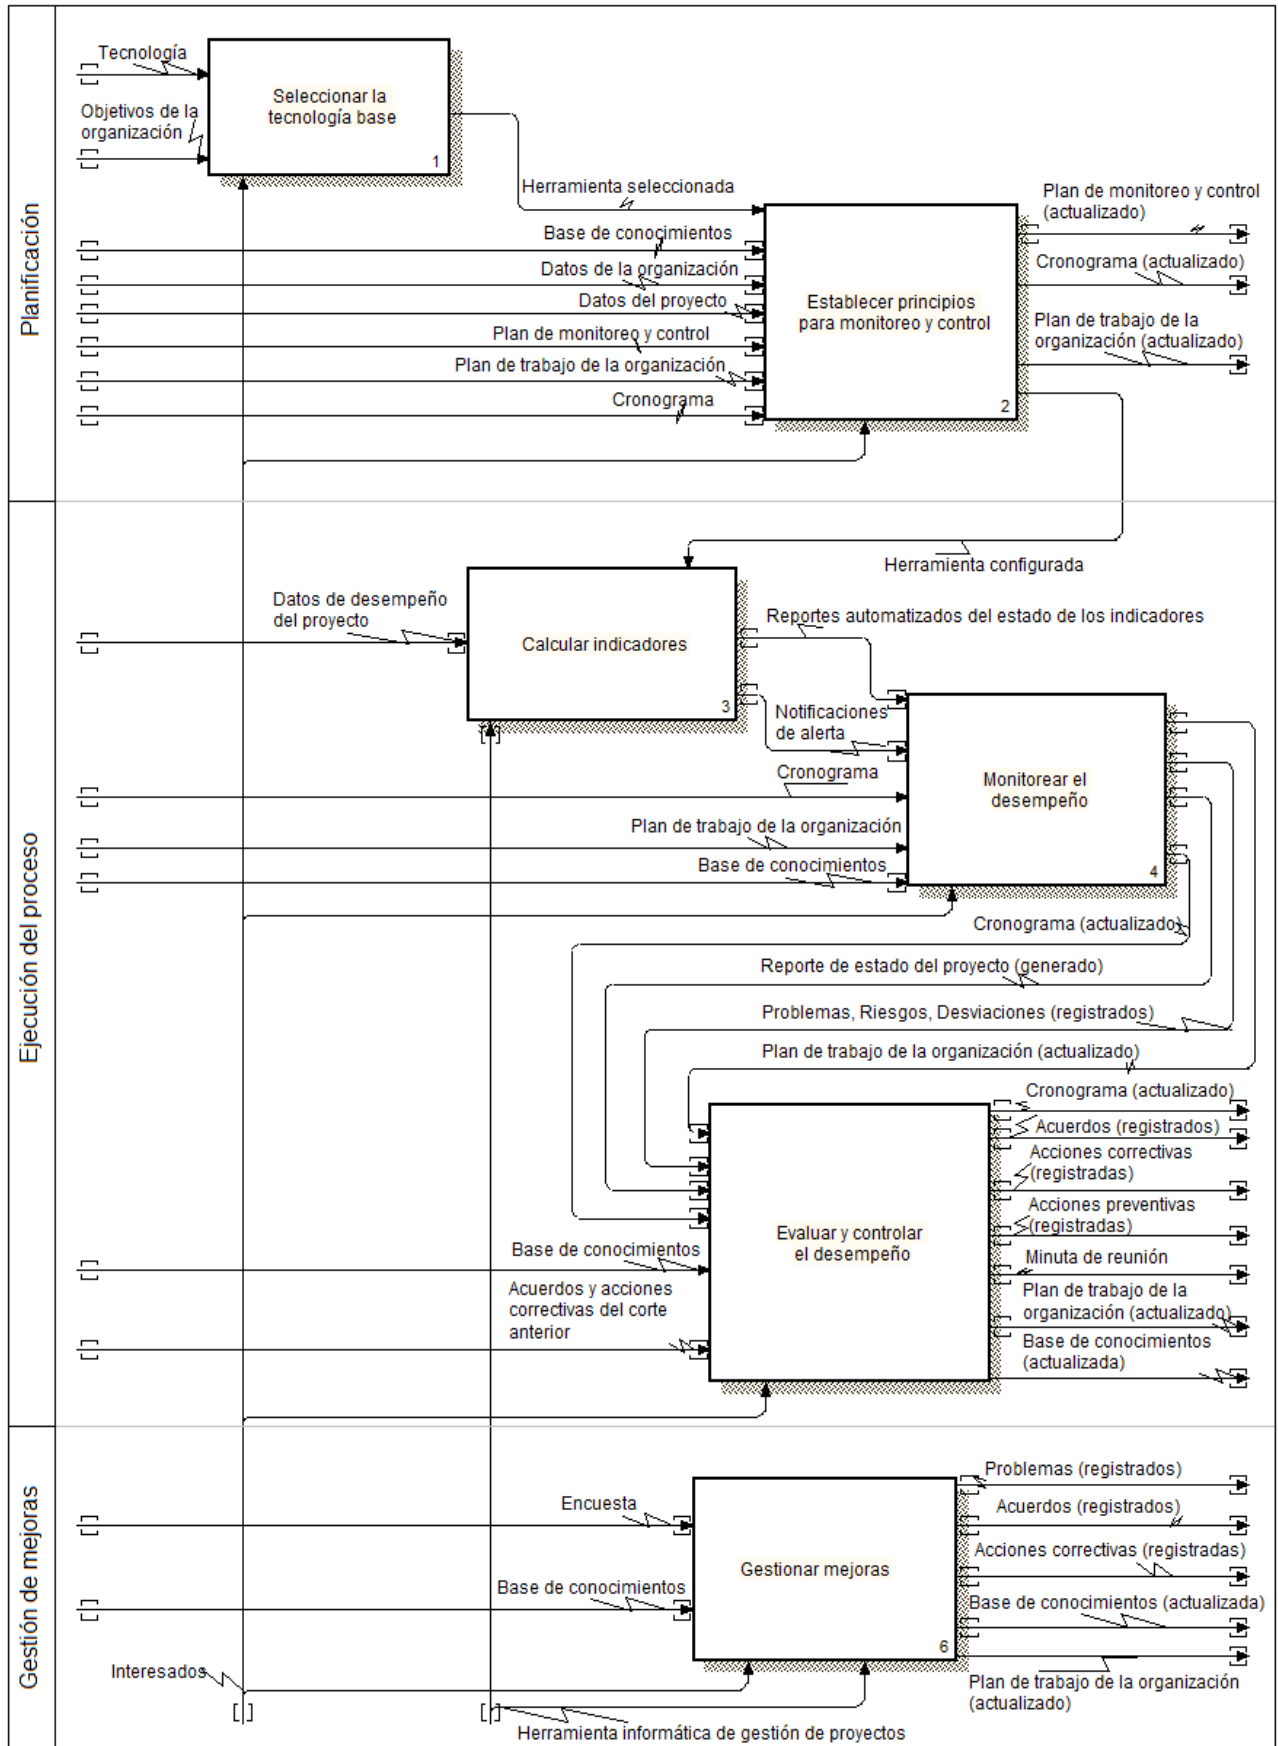 Planificación
Tecnología
Objetivos de la
organización
Seleccionar la
tecnología base
1
Herramienta seleccionada
Base de conocimientos
Datos de la organización
Datos del proyecto
Plan de monitoreo y control
Plan de trabajo de la organización
Cronograma
Establecer principios
para monitoreo y control
2
Plan de monitoreo y control
(actualizado)
Cronograma (actualizado)
Plan de trabajo de la
organización (actualizado)
Herramienta configurada
Ejecución del proceso
Datos de desempeño
del proyecto
Calcular indicadores
3
Reportes automatizados del estado de los indicadores
Notificaciones
de alerta
Cronograma
Plan de trabajo de la organización
Base de conocimientos
Monitorear el
desempeño
4
Cronograma (actualizado)
Reporte de estado del proyecto (generado)
Problemas, Riesgos, Desviaciones (registrados)
Plan de trabajo de la organización (actualizado)
Base de conocimientos
Acuerdos y acciones
correctivas del corte
anterior
Evaluar y controlar
el desempeño
Cronograma (actualizado)
Acuerdos (registrados)
Acciones correctivas
(registradas)
Acciones preventivas
(registradas)
Minuta de reunión
Plan de trabajo de la
organización (actualizado)
Base de conocimientos
(actualizada)
Gestión de mejoras
Encuesta
Base de conocimientos
Gestionar mejoras
6
Problemas (registrados)
Acuerdos (registrados)
Acciones correctivas (registradas)
Base de conocimientos (actualizada)
Plan de trabajo de la organización
(actualizado)
Interesados
Herramienta informática de gestión de proyectos